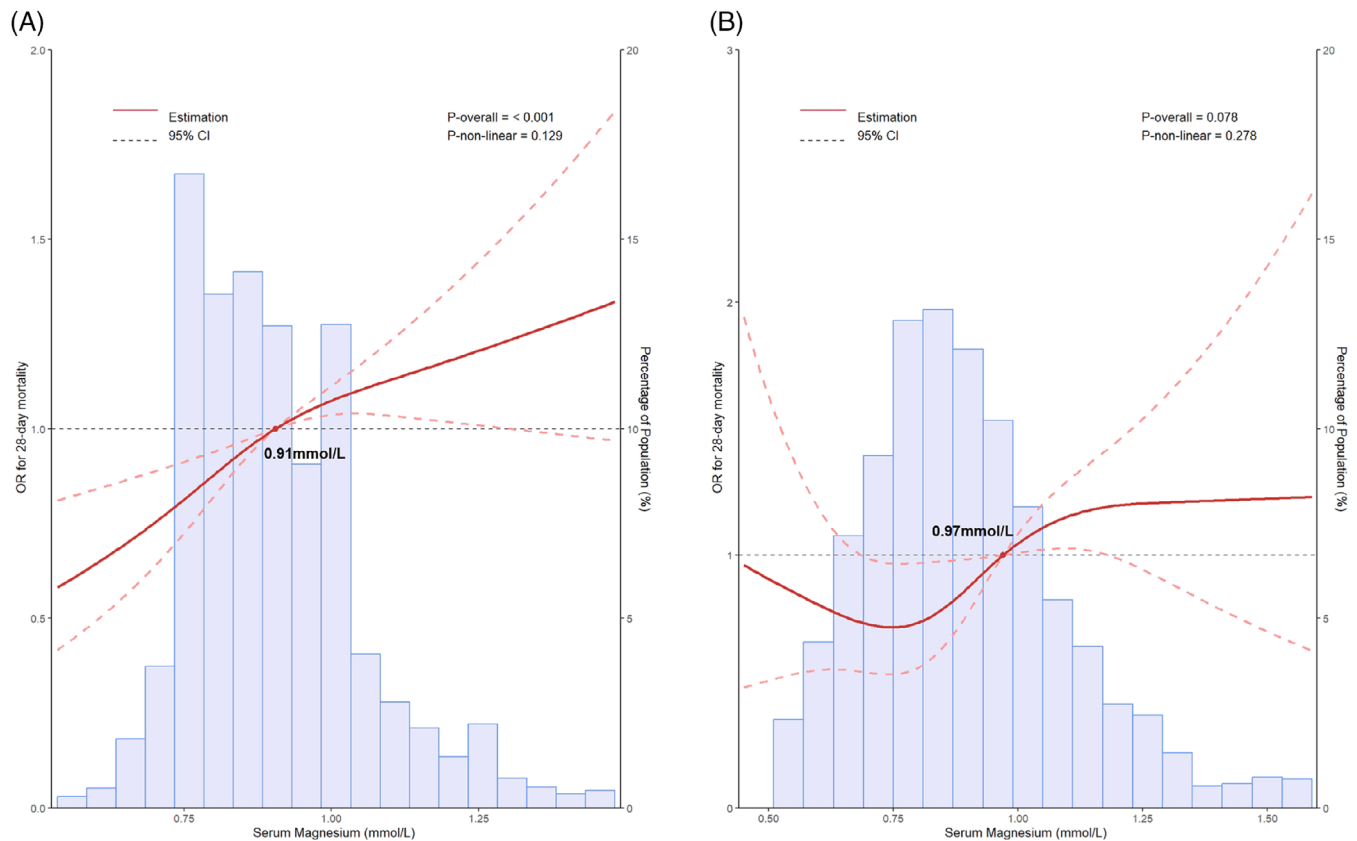 (A)
2.0
20
Estimation
95% CI
P-overall = < 0.001
P-non-linear = 0.129
1.5
15
OR for 28-day mortality
1.0
10
0.91mmol/L
Percentage of Population (%)
0.5
5
0.0
0
0.75
1.00
1.25
Serum Magnesium (mmol/L)
(B)
3
20
Estimation
95% CI
P-overall = 0.078
P-non-linear = 0.278
15
2
OR for 28-day mortality
10
Percentage of Population (%)
0.97mmol/L
1
5
0
0
0.50
0.75
1.00
1.25
1.50
Serum Magnesium (mmol/L)